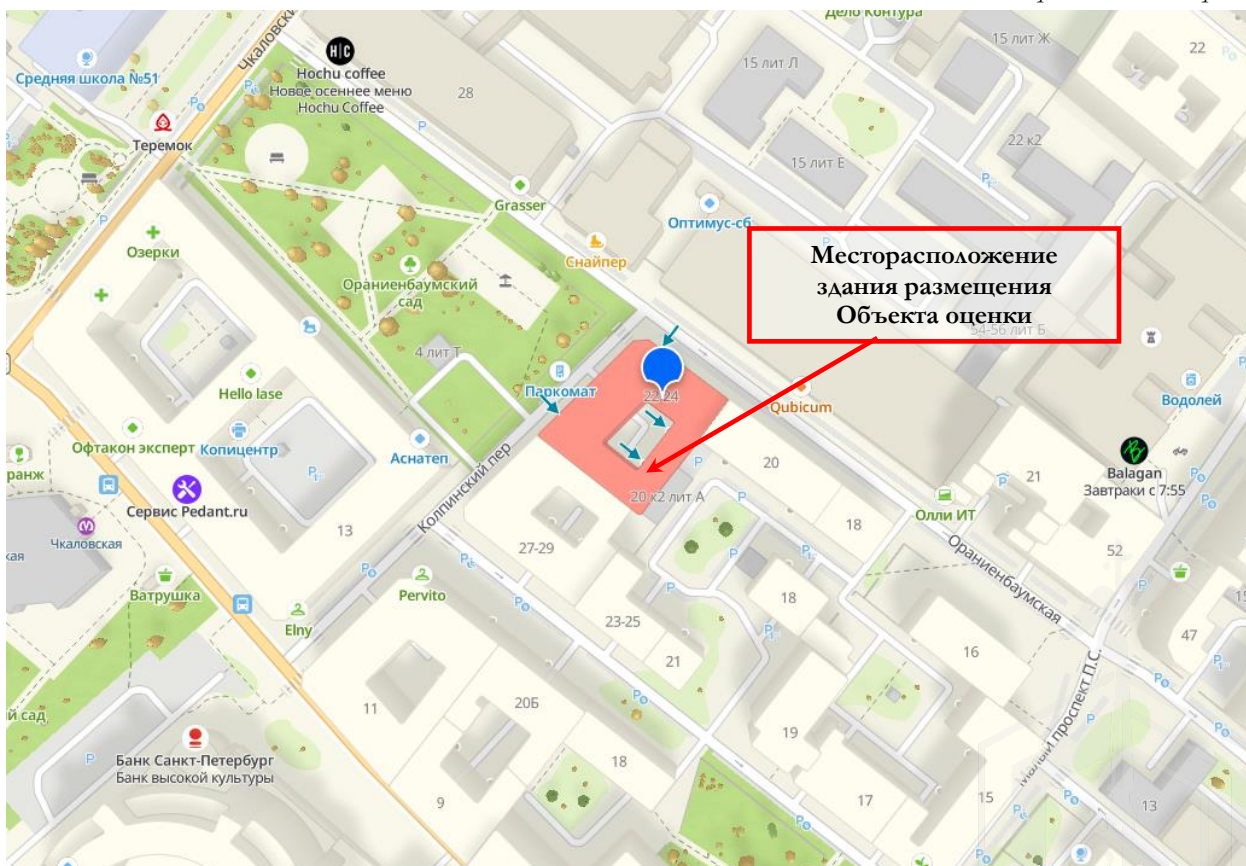 Дело Контура
Чкаловский
15 лит Ж
22
Средняя школа №51
Hochu coffee
Новое осеннее меню
Hochu Coffee
15 лит Л
28
Теремок
22 к2
15 лит Е
Grasser
Оптимус-сб
Озерки
Снайпер
Ораниенбаумский
сад
Месторасположение
здания размещения
Объекта оценки
54-56 лит Б
4 лит Т
Паркомат
22-24
Hello lase
Qubicum
Водолей
Офтакон эксперт
Копицентр
Аснатеп
Сервис Pedant.ru
Чкаловская
13
Колпинский пер
20 к2 лит А
20
21
Balagan
Завтраки с 7:55
18
Олли ИТ
27-29
Ораниенбаумская
52
Ватрушка
Elny
Pervito
23-25
18
47
21
16
11
20Б
19
Малый проспект П.С.
й сад
Банк Санкт-Петербург
Банк высокой культуры
18
9
17
15
13